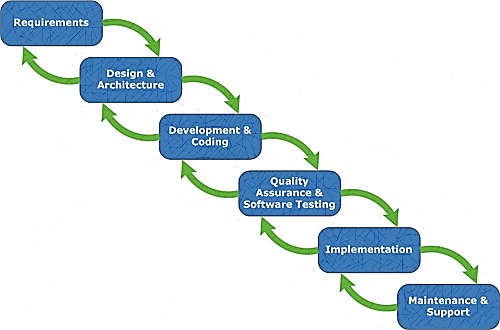 Requirements
Design &
Architecture
Development &
Coding
Quality
Assurance &
Software Testing
Implementation
Maintenance &
Support